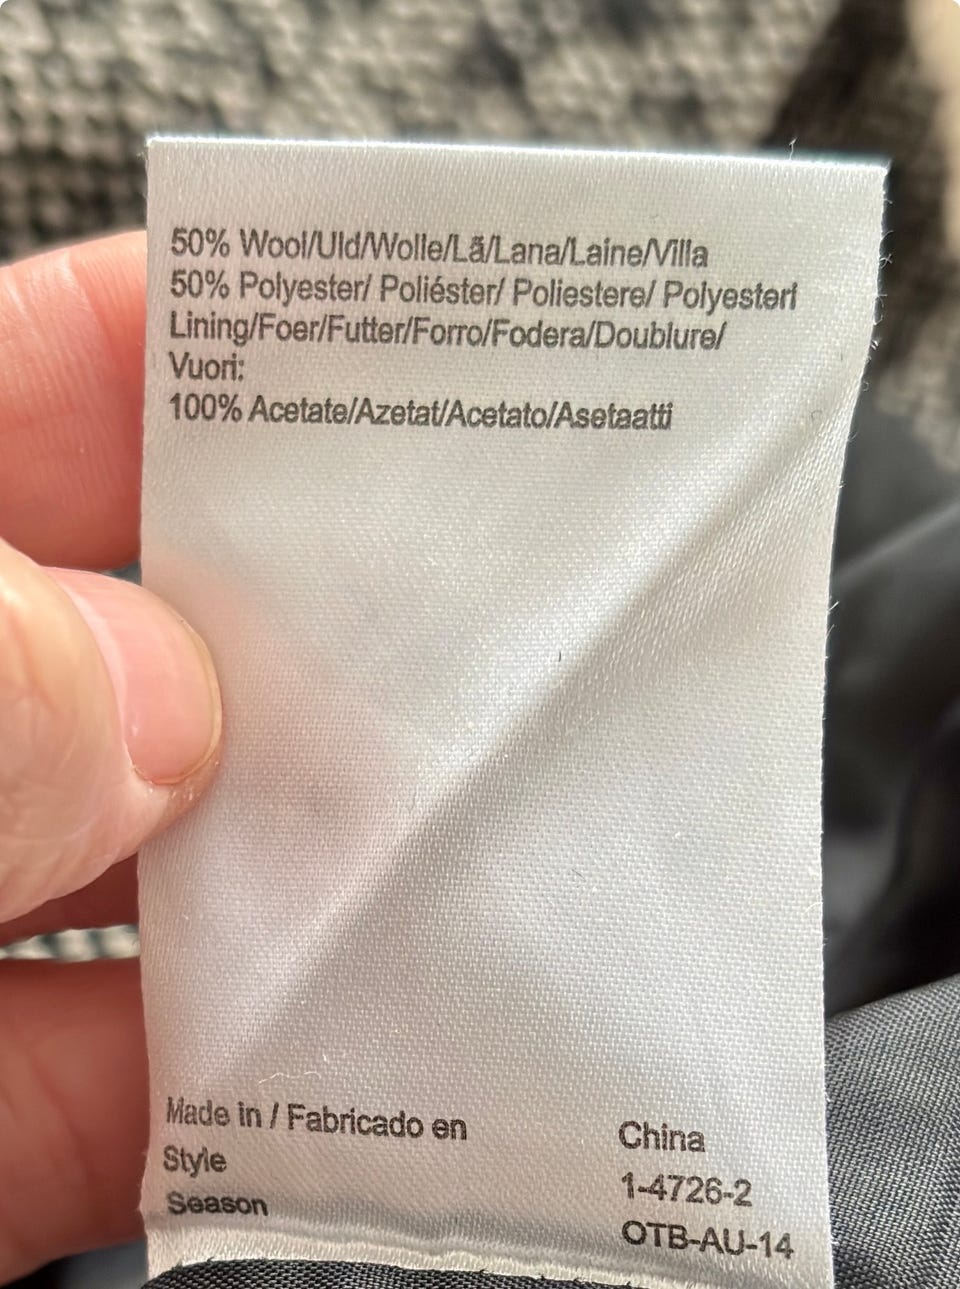 50% Wool/Uld/Wolle/Lã/Lana/Laine/Villa
50% Polyester/ Poliéster/ Poliestere/ Polyesteri
Lining/Foer/Futter/Forro/Fodera/Doublure/
Vuori:
100% Acetate/Azetat/Acetato/Asetaatti
Made in / Fabricado en China
Style 1-4726-2
Season OTB-AU-14